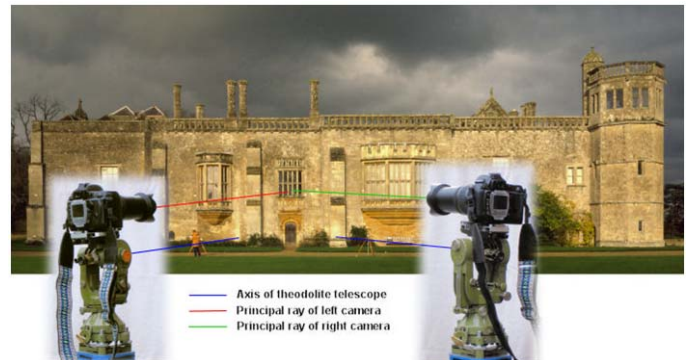 Axis of theodolite telescope
Principal ray of left camera
Principal ray of right camera